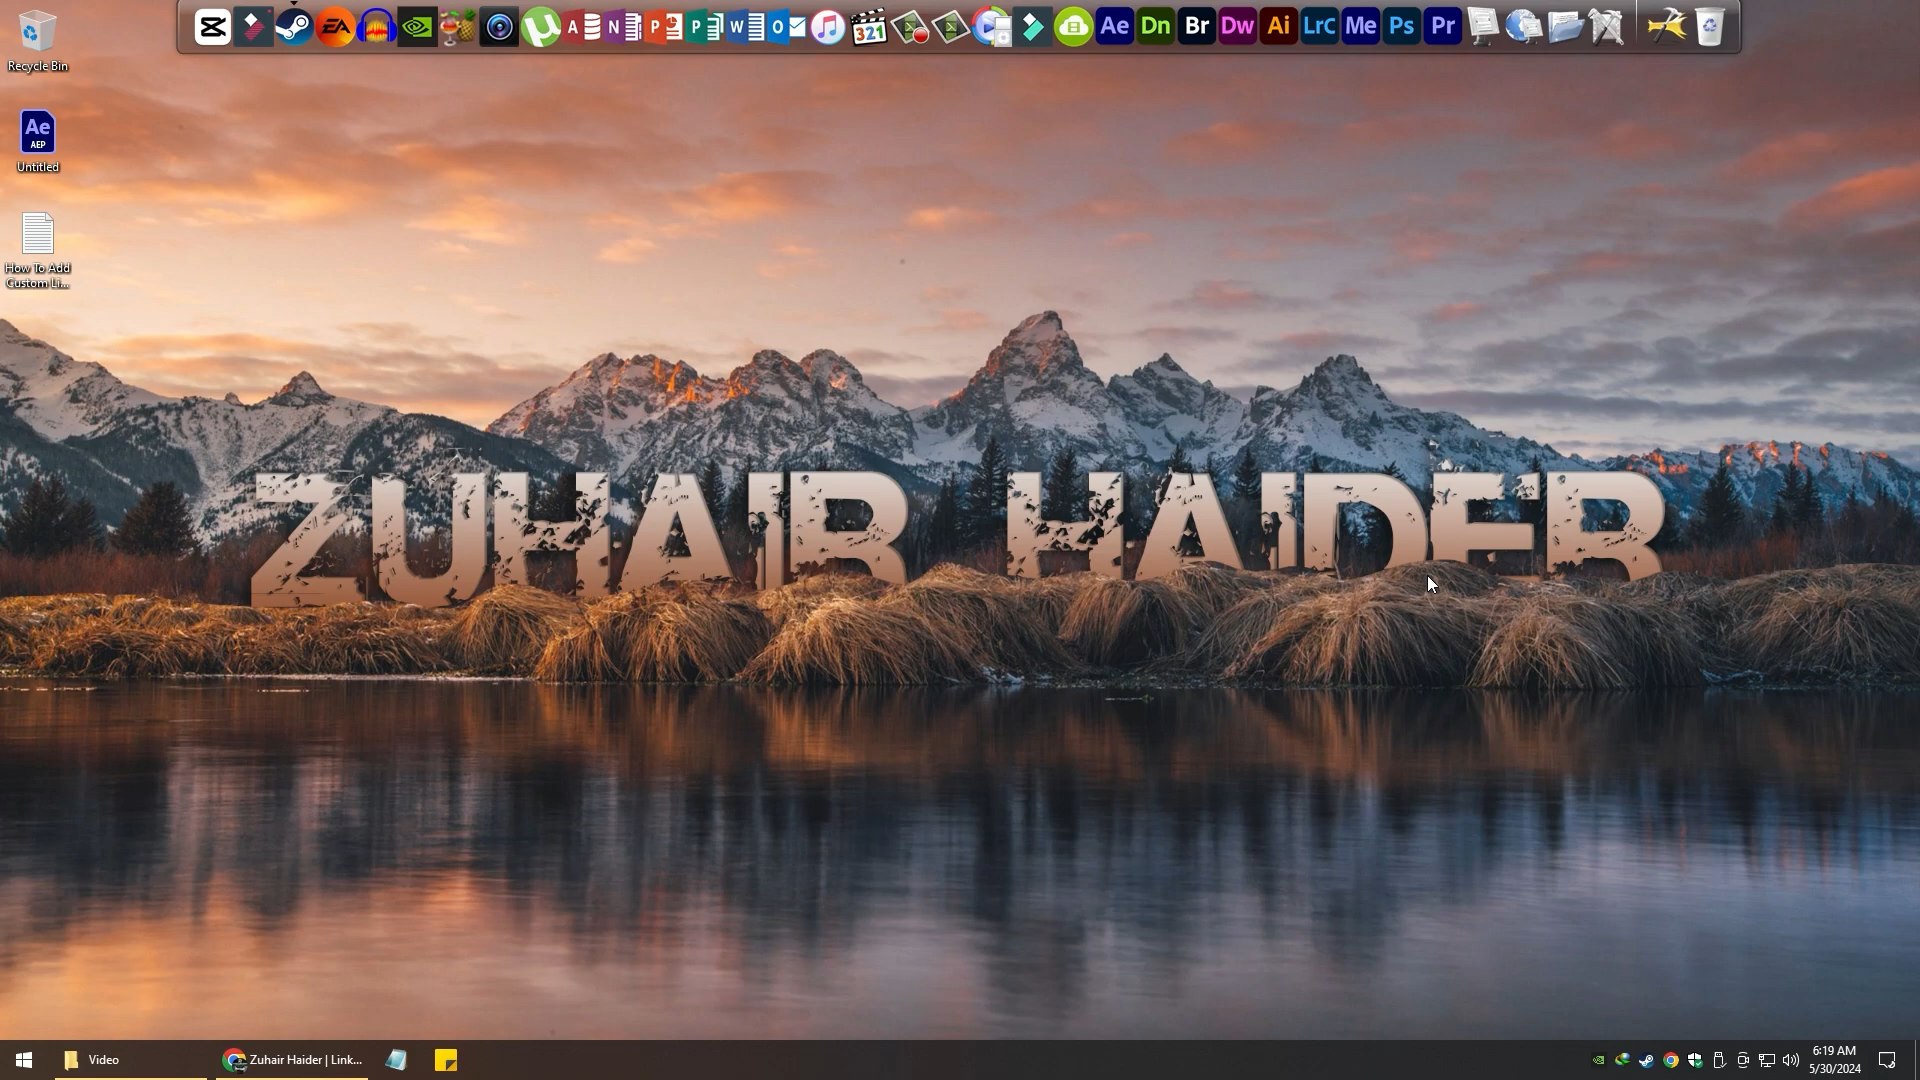 EA
A
N
P
P
W
O
321
Ae
Dn
Br
Dw
Ai
LrC
Me
Ps
Pr
Recycle Bin
Ae
AEP
Untitled
How To Add
Custom Li...
ZUHAIR HAIDER
Video
Zuhair Haider | Link...
6:19 AM
5/30/2024